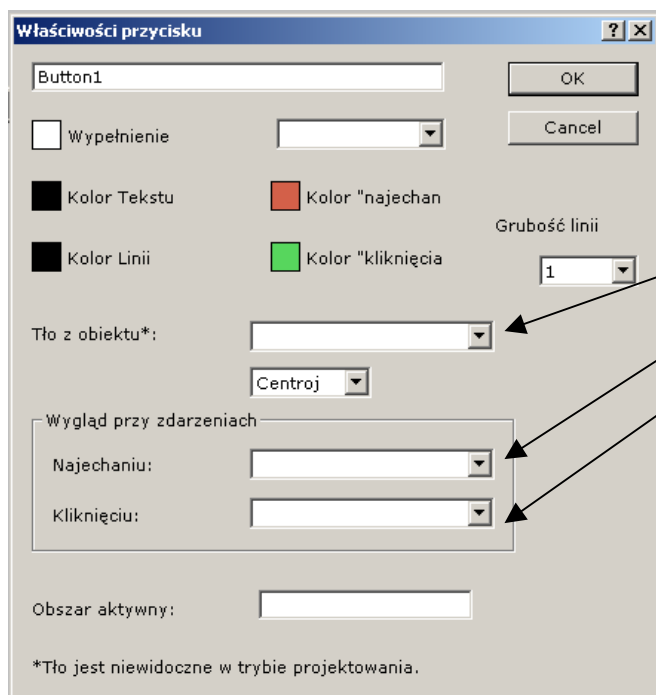 Właściwości przycisku
Button1
OK
Wypełnienie
Cancel
Kolor Tekstu
Kolor "najechan
Grubość linii
Kolor Linii
Kolor "kliknięcia
1
Tło z obiektu*:
Centroj
Wygląd przy zdarzeniach
Najechaniu:
Kliknięciu:
Obszar aktywny:
*Tło jest niewidoczne w trybie projektowania.